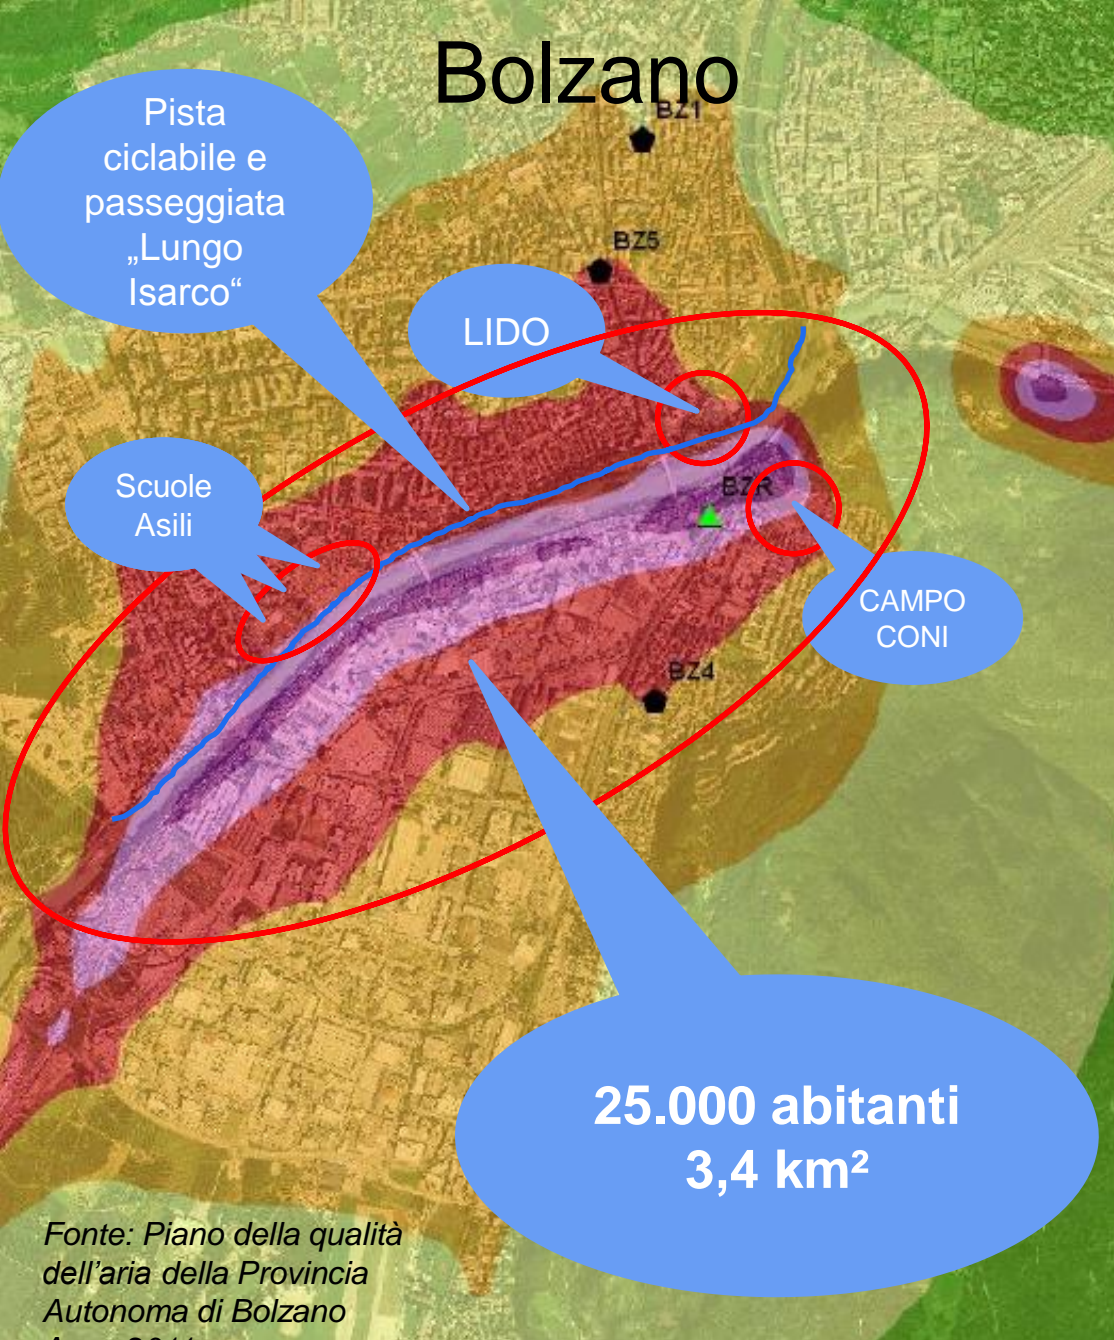 Bolzano
BZ1
Pista
ciclabile e
passeggiata
„Lungo
Isarco“
BZ5
LIDO
Scuole
Asili
BZR
CAMPO
CONI
BZ4
25.000 abitanti
3,4 km²
Fonte: Piano della qualità
dell’aria della Provincia
Autonoma di Bolzano